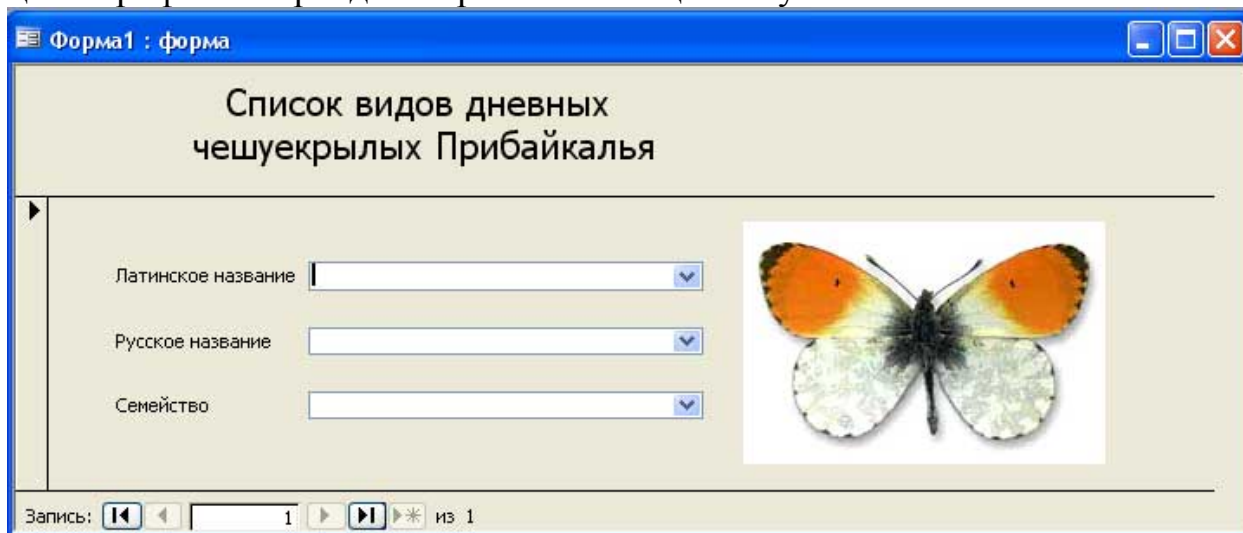 Форма1 : форма
Список видов дневных
чешуекрылых Прибайкалья
Латинское название
Русское название
Семейство
Запись: 1 из 1